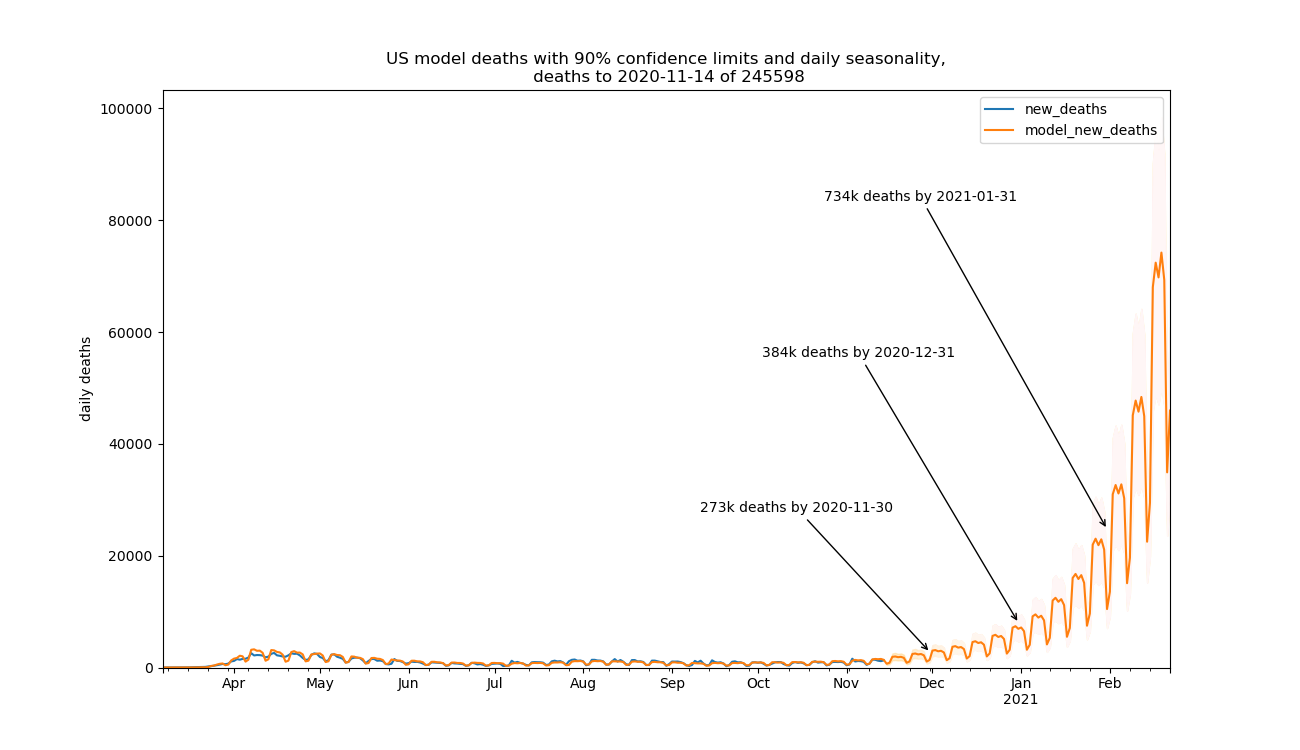 US model deaths with 90% confidence limits and daily seasonality,
deaths to 2020-11-14 of 245598
new_deaths
model_new_deaths
100000
80000
60000
40000
20000
0
daily deaths
734k deaths by 2021-01-31
384k deaths by 2020-12-31
273k deaths by 2020-11-30
Apr May Jun Jul Aug Sep Oct Nov Dec Jan Feb
2021